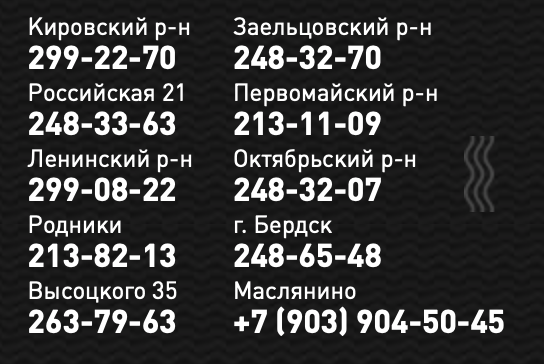 Кировский р-н
299-22-70
Российская 21
248-33-63
Ленинский р-н
299-08-22
Родники
213-82-13
Высоцкого 35
263-79-63
Заельцовский р-н
248-32-70
Первомайский р-н
213-11-09
Октябрьский р-н
248-32-07
г. Бердск
248-65-48
Маслянино
+7 (903) 904-50-45